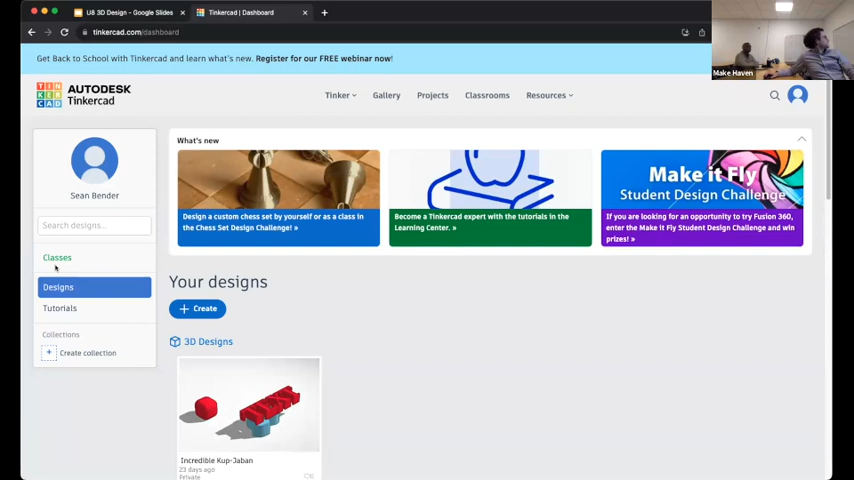 U8 3D Design - Google Slides
Tinkercad | Dashboard
tinkercad.com/dashboard
Make Haven
Get Back to School with Tinkercad and learn what's new. Register for our FREE webinar now!
TIN
KER
CAD
AUTODESK
Tinkercad
Tinker
Gallery
Projects
Classrooms
Resources
Sean Bender
Search designs...
Classes
Designs
Tutorials
Collections
+ Create collection
What's new
Design a custom chess set by yourself or as a class in
the Chess Set Design Challenge! »
Become a Tinkercad expert with the tutorials in the
Learning Center. »
Make it Fly
Student Design Challenge
If you are looking for an opportunity to try Fusion 360,
enter the Make It Fly Student Design Challenge and win
prizes! »
Your designs
+ Create
3D Designs
Incredible Kup-Jaban
23 days ago
Private